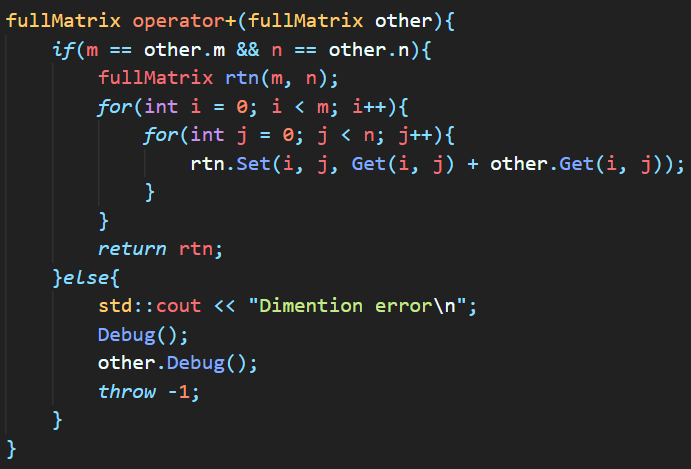 fullMatrix operator+(fullMatrix other){
    if(m == other.m && n == other.n){
        fullMatrix rtn(m, n);
        for(int i = 0; i < m; i++){
            for(int j = 0; j < n; j++){
                rtn.Set(i, j, Get(i, j) + other.Get(i, j));
            }
        }
        return rtn;
    }else{
        std::cout << "Dimention error\n";
        Debug();
        other.Debug();
        throw -1;
    }
}